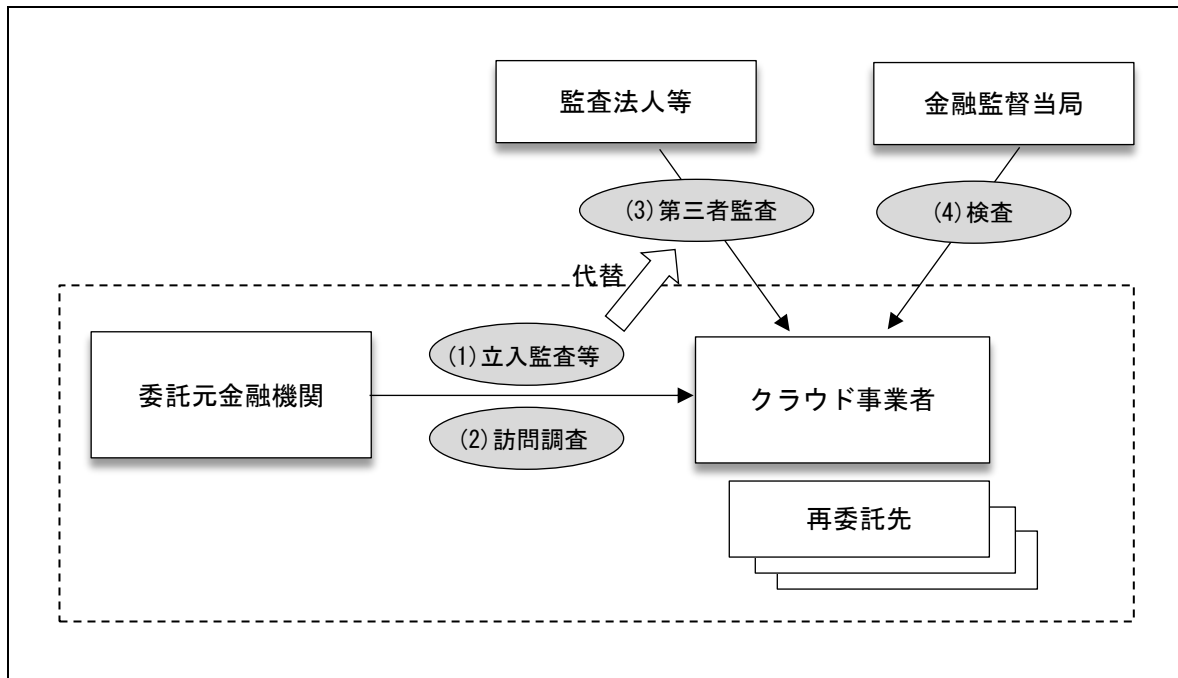 監査法人等
金融監督当局
(3)第三者監査
(4)検査
代替
(1)立入監査等
委託元金融機関
クラウド事業者
(2)訪問調査
再委託先